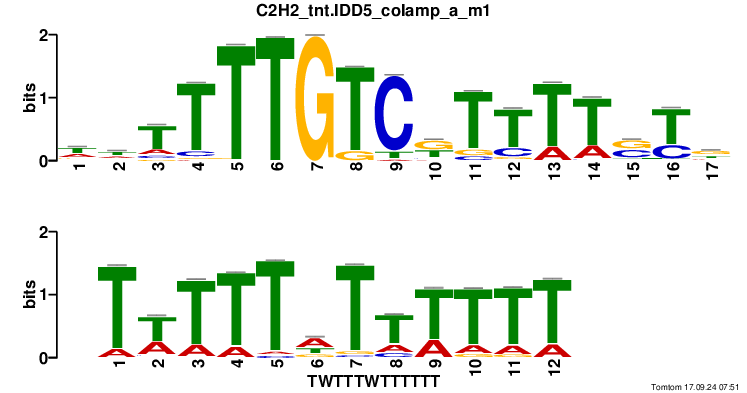 C2H2_tnt.IDD5_colamp_a_m1
2
1
0
bits
1 2 3 4 5 6 7 8 9 10 11 12 13 14 15 16 17
2
1
0
bits
1 2 3 4 5 6 7 8 9 10 11 12
TWTTTWTTTTTT
Tomtom 17.09.24 07:51